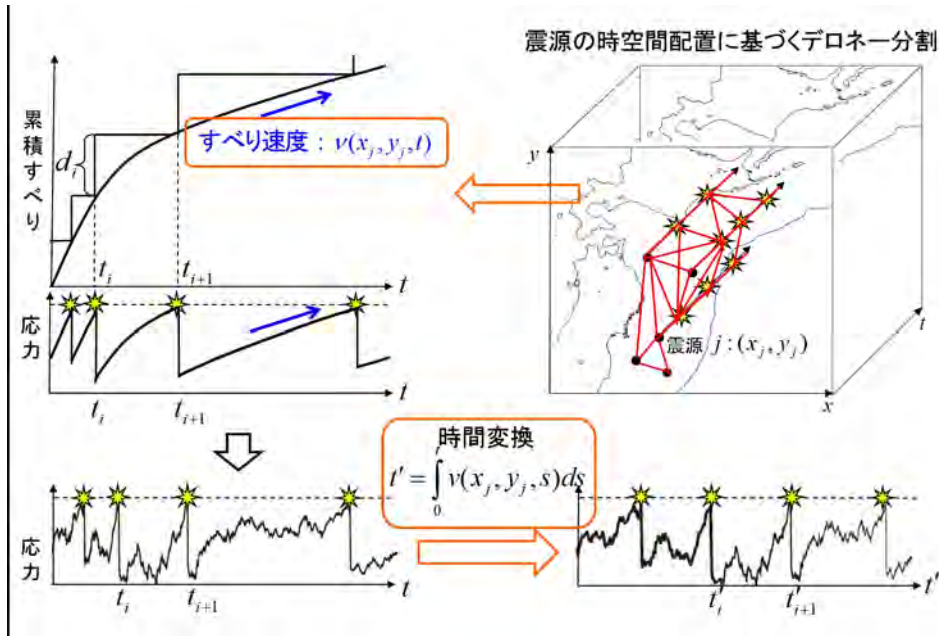 震源の時空間配置に基づくデロネー分割
累積すべり
d_i
すべり速度：v(x_j, y_j, t)
t_i
t_{i+1}
t
y
震源 j : (x_j, y_j)
t
x
応力
t_i
t_{i+1}
t
時間変換
t' = \int_0^t v(x_j, y_j, s)ds
応力
t_i
t_{i+1}
t
t'_i
t'_{i+1}
t'